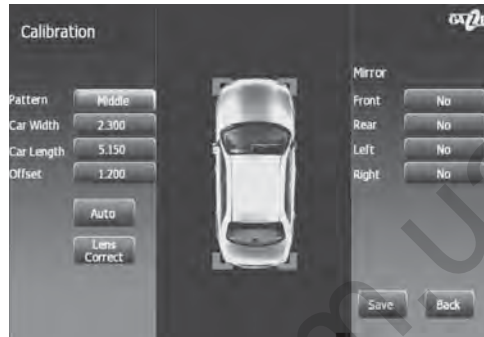 Calibration
Pattern Middle
Car Width 2.300
Car Length 5.150
Offset 1.200
Auto
Lens
Correct
Mirror
Front No
Rear No
Left No
Right No
Save Back